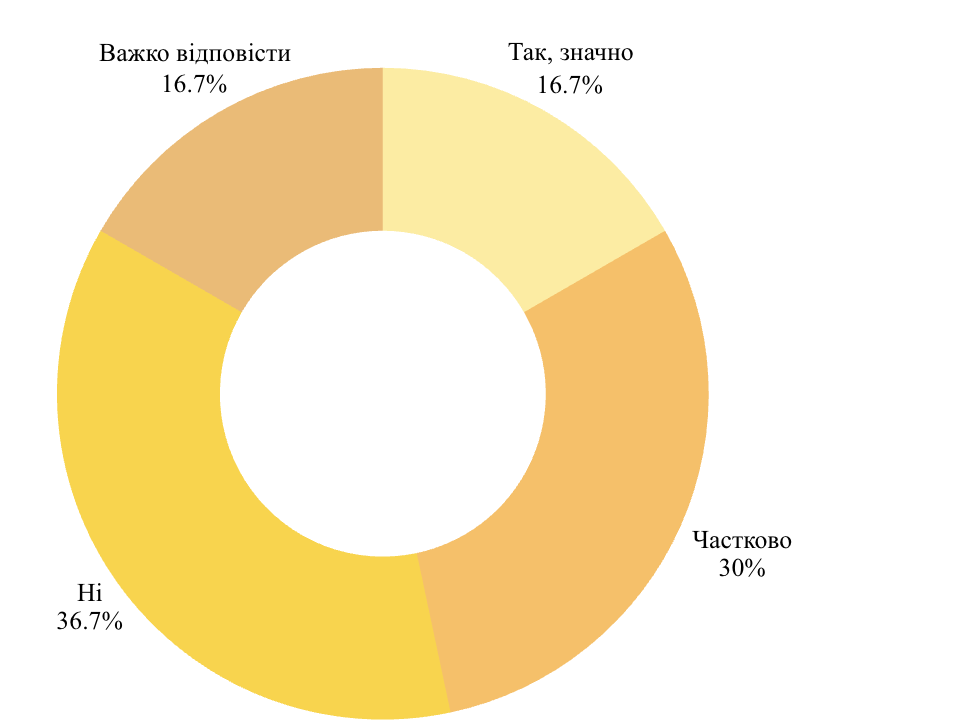 Важко відповісти
16.7%
Так, значно
16.7%
Частково
30%
Ні
36.7%